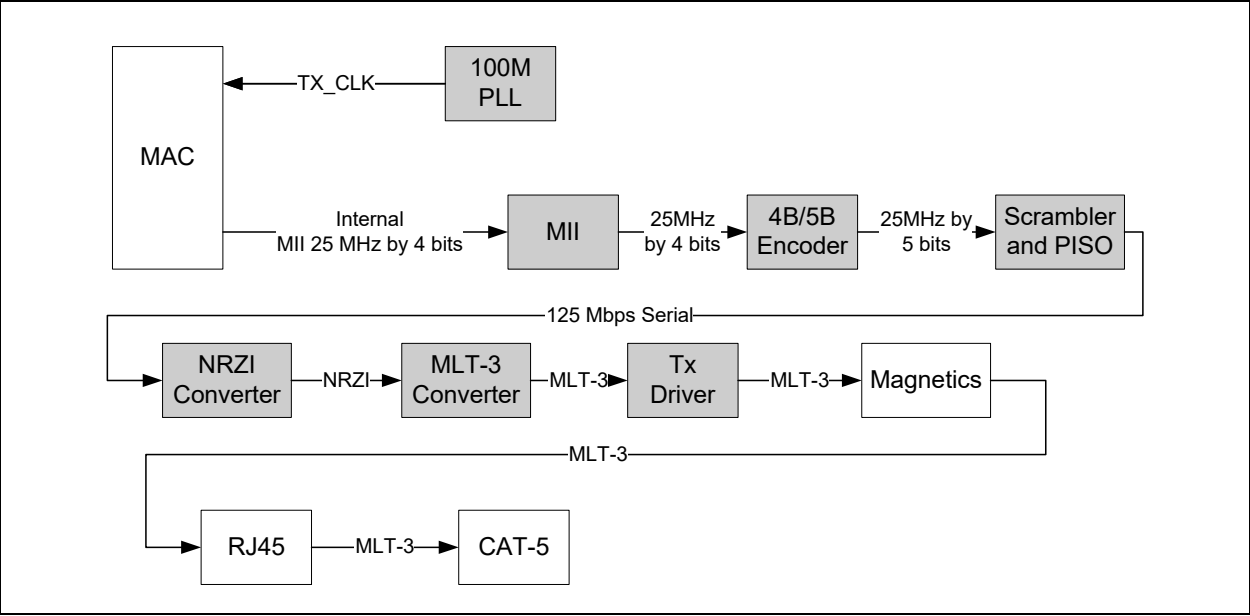 100M
PLL
TX_CLK
MAC
Internal
MII 25 MHz by 4 bits
MII
25MHz
by 4 bits
4B/5B
Encoder
25MHz by
5 bits
Scrambler
and PISO
125 Mbps Serial
NRZI
Converter
NRZI
MLT-3
Converter
MLT-3
Tx
Driver
MLT-3
Magnetics
MLT-3
RJ45
MLT-3
CAT-5